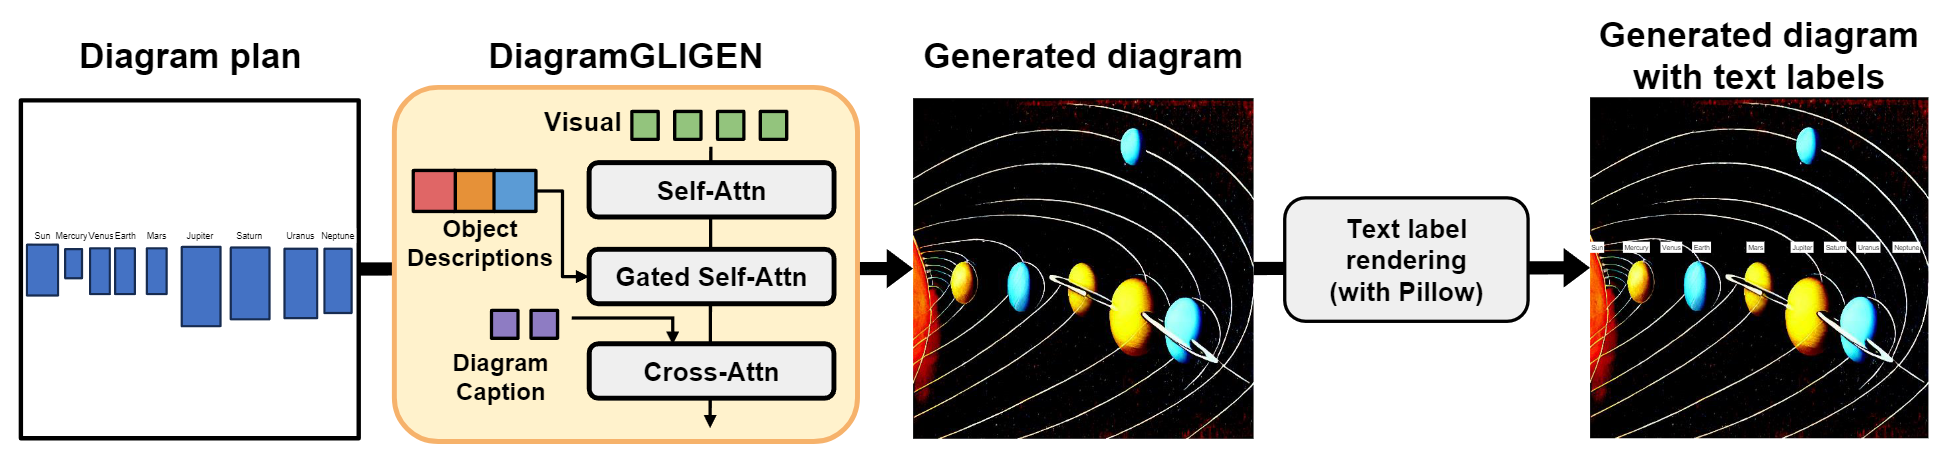 Diagram plan
Sun Mercury Venus Earth Mars Jupiter Saturn Uranus Neptune
DiagramGLIGEN
Visual
Self-Attn
Object
Descriptions
Gated Self-Attn
Diagram
Caption
Cross-Attn
Generated diagram
Text label
rendering
(with Pillow)
Generated diagram
with text labels
Sun Mercury Venus Earth Mars Jupiter Saturn Uranus Neptune